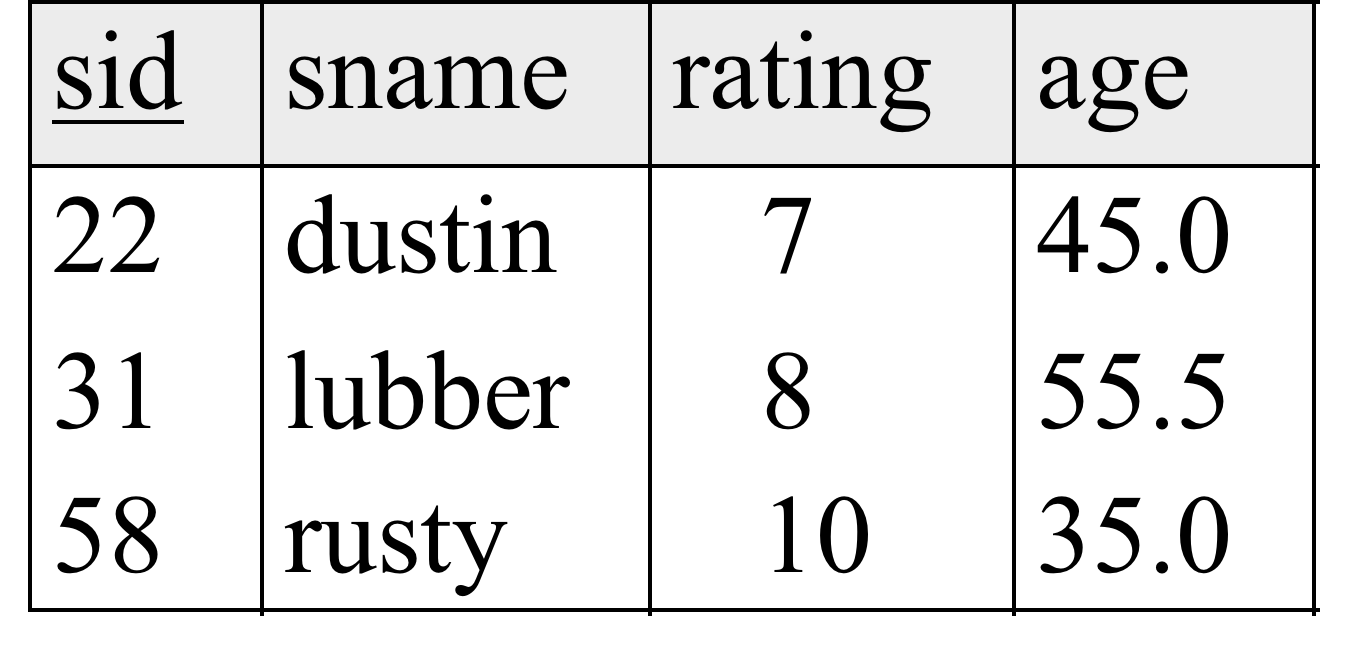 sid sname rating age
22 dustin 7 45.0
31 lubber 8 55.5
58 rusty 10 35.0